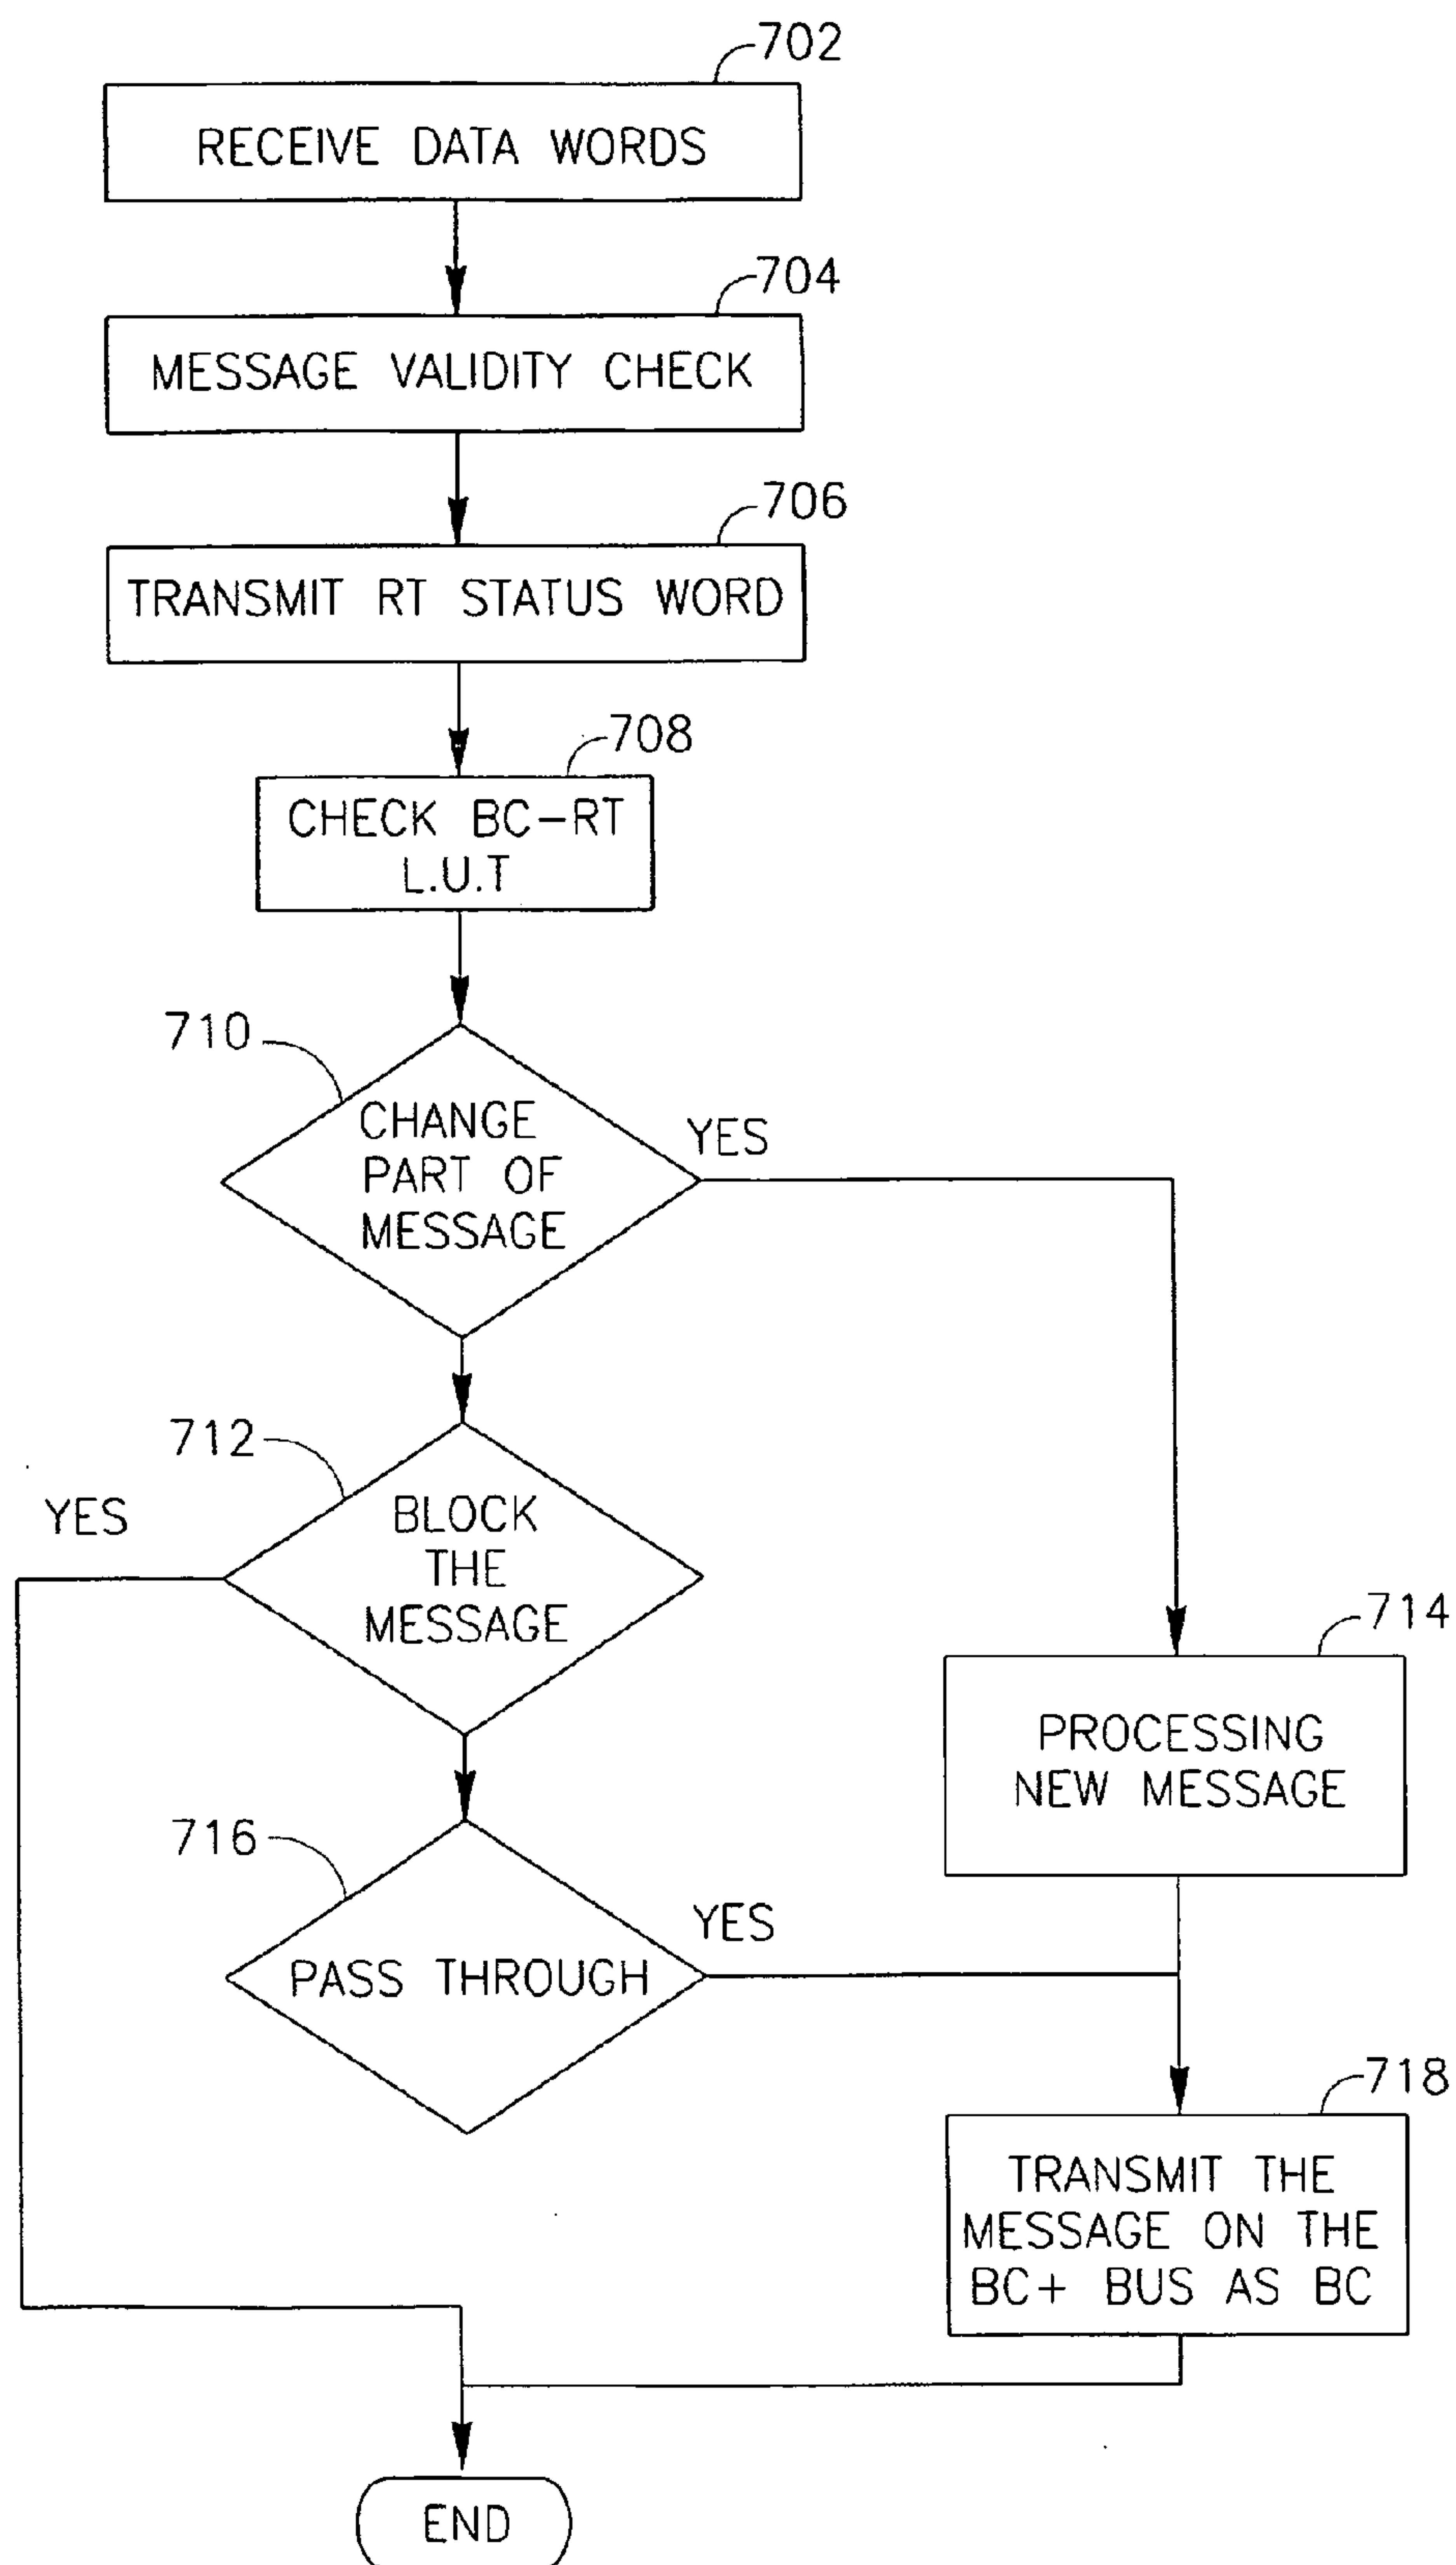 702
RECEIVE DATA WORDS
704
MESSAGE VALIDITY CHECK
706
TRANSMIT RT STATUS WORD
708
CHECK BC-RT
L.U.T
710
CHANGE
PART OF
MESSAGE
YES
712
YES
BLOCK
THE
MESSAGE
714
PROCESSING
NEW MESSAGE
716
YES
PASS THROUGH
718
TRANSMIT THE
MESSAGE ON THE
BC+ BUS AS BC
END